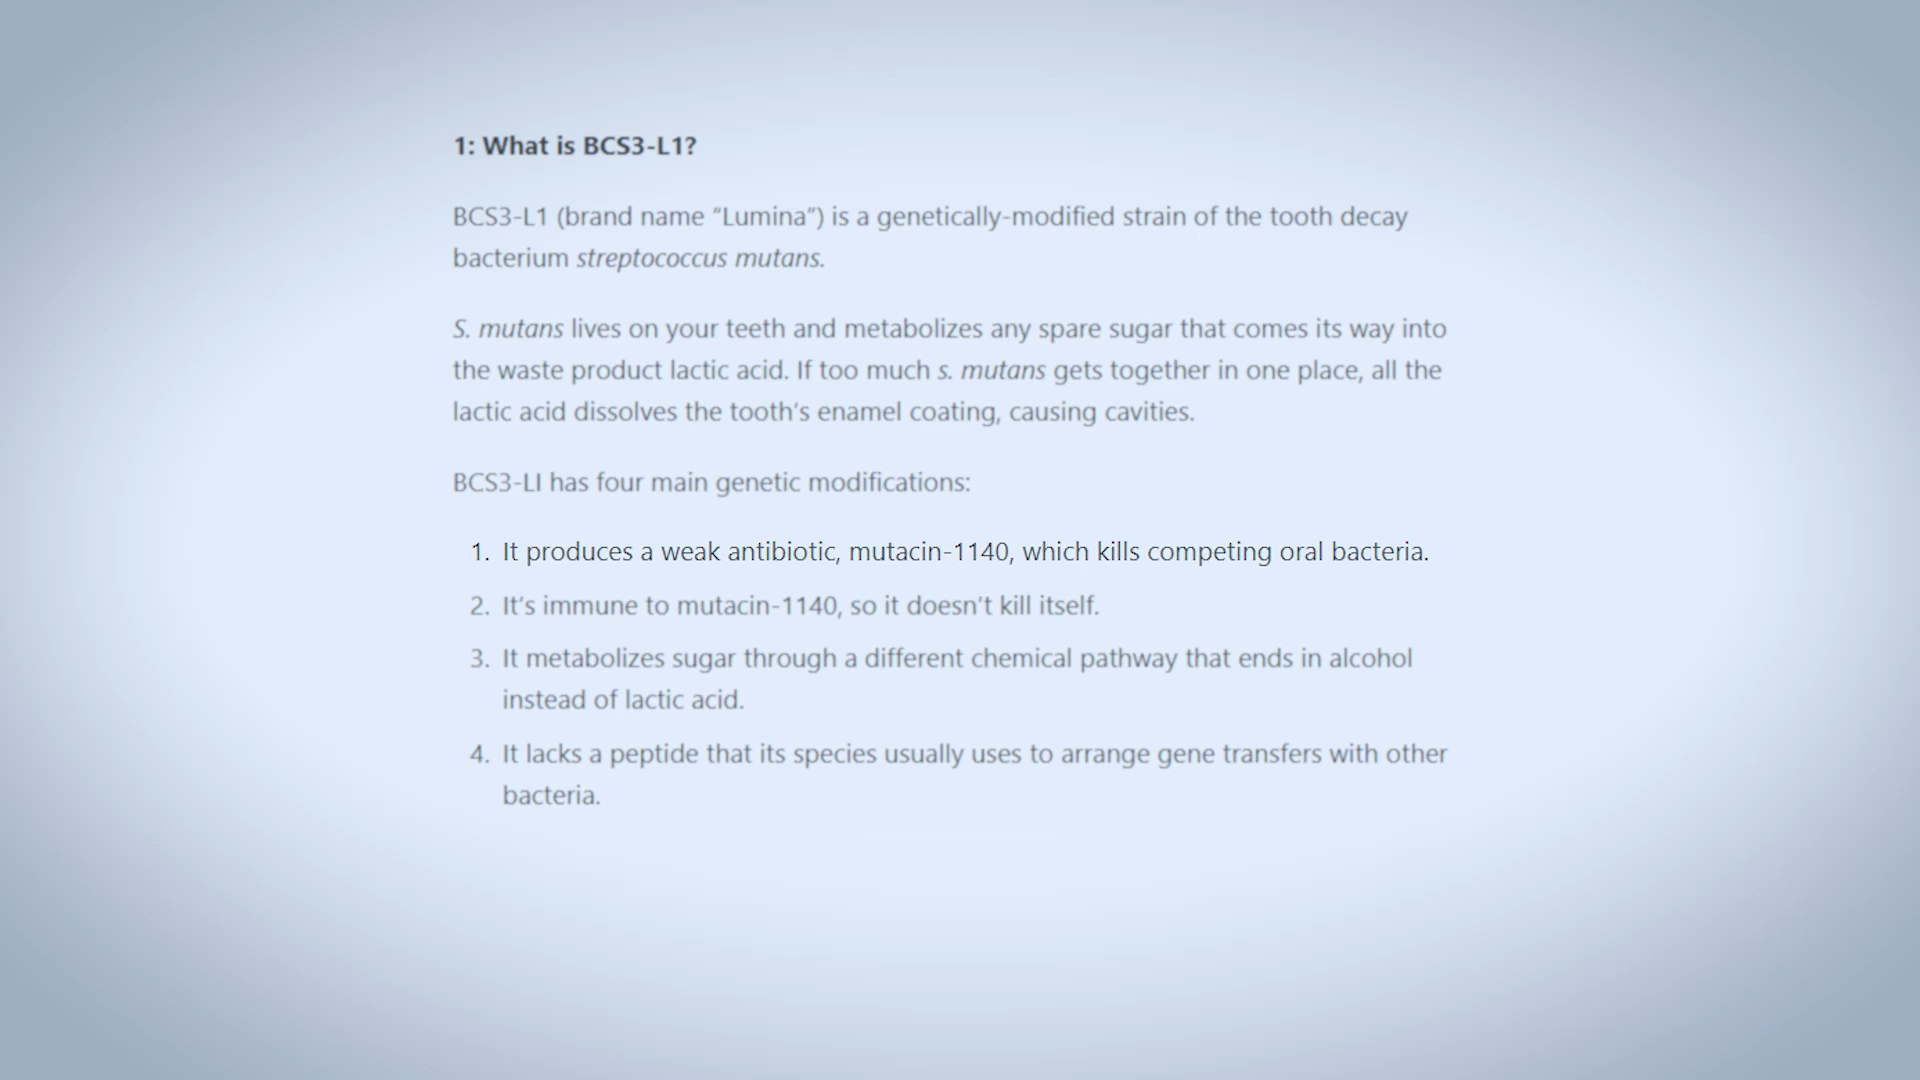 1: What is BCS3-L1?
BCS3-L1 (brand name “Lumina”) is a genetically-modified strain of the tooth decay
bacterium streptococcus mutans.
S. mutans lives on your teeth and metabolizes any spare sugar that comes its way into
the waste product lactic acid. If too much s. mutans gets together in one place, all the
lactic acid dissolves the tooth’s enamel coating, causing cavities.
BCS3-LI has four main genetic modifications:
1. It produces a weak antibiotic, mutacin-1140, which kills competing oral bacteria.
2. It’s immune to mutacin-1140, so it doesn’t kill itself.
3. It metabolizes sugar through a different chemical pathway that ends in alcohol
instead of lactic acid.
4. It lacks a peptide that its species usually uses to arrange gene transfers with other
bacteria.